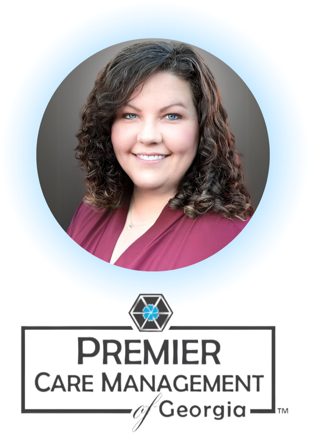 PREMIER
CARE MANAGEMENT
of Georgia ™